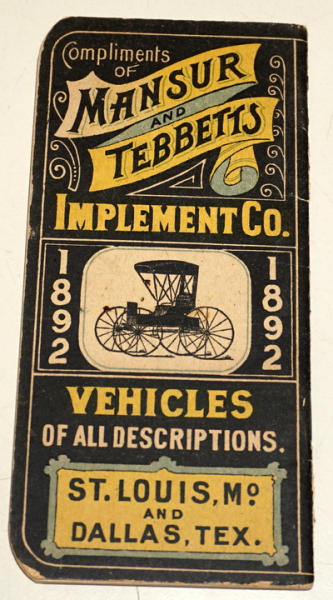 Compliments
OF
MANSUR
AND
TEBBETTS
IMPLEMENT CO.
1892
1892
VEHICLES
OF ALL DESCRIPTIONS.
ST. LOUIS, Mo
AND
DALLAS, TEX.